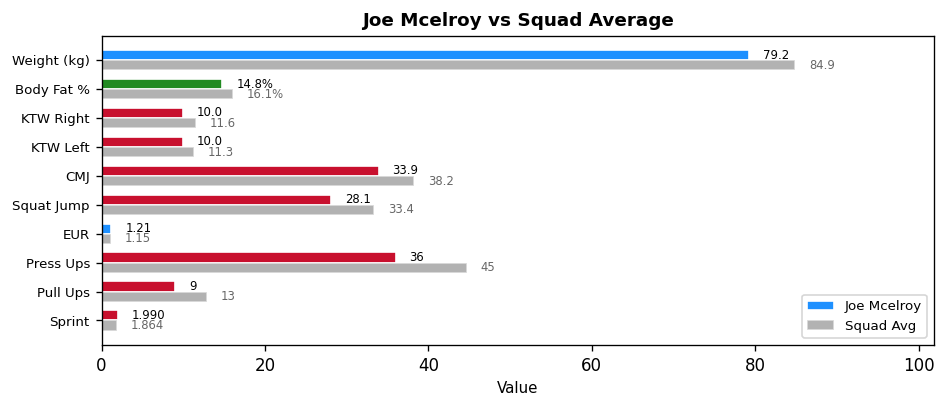 Joe Mcelroy vs Squad Average
Weight (kg)
79.2
84.9
Body Fat %
14.8%
16.1%
KTW Right
10.0
11.6
KTW Left
10.0
11.3
CMJ
33.9
38.2
Squat Jump
28.1
33.4
EUR
1.21
1.15
Press Ups
36
45
Pull Ups
9
13
Sprint
1.990
1.864
Joe Mcelroy
Squad Avg
0 20 40 60 80 100
Value